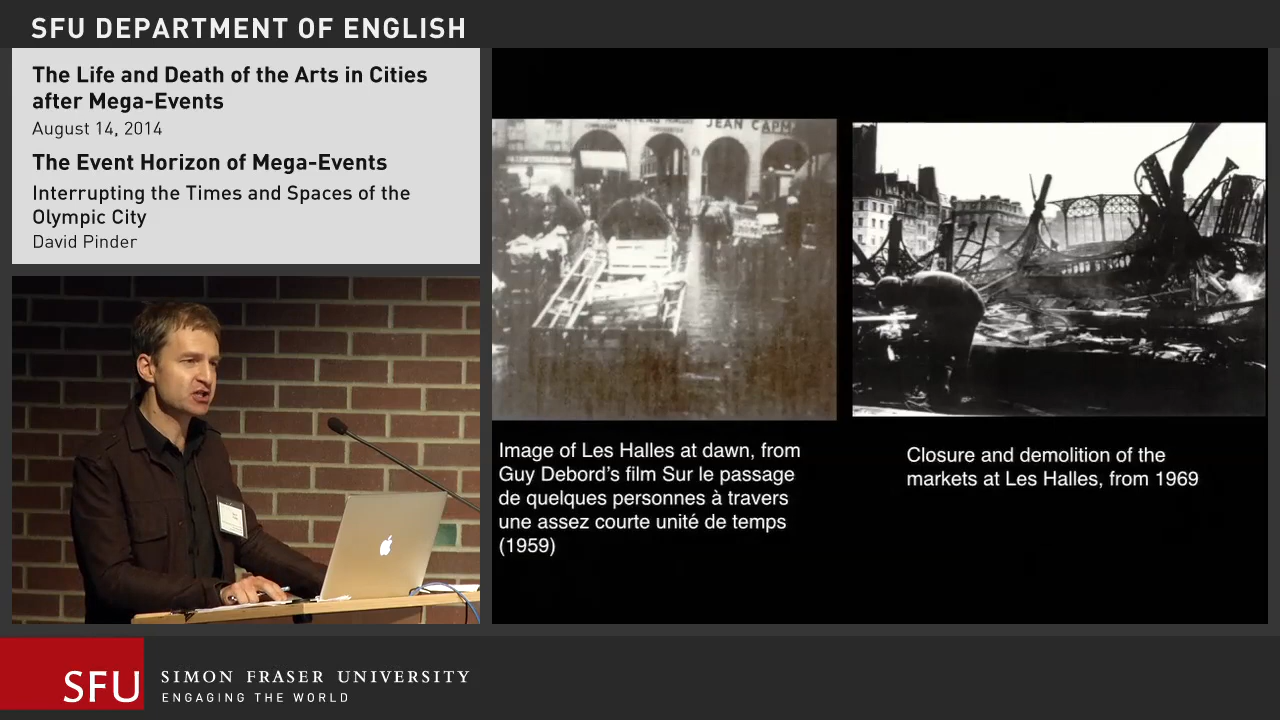 SFU DEPARTMENT OF ENGLISH
The Life and Death of the Arts in Cities
after Mega-Events
August 14, 2014
The Event Horizon of Mega-Events
Interrupting the Times and Spaces of the
Olympic City
David Pinder
JEAN
Image of Les Halles at dawn, from
Guy Debord's film Sur le passage
de quelques personnes à travers
une assez courte unité de temps
(1959)
Closure and demolition of the
markets at Les Halles, from 1969
SFU
SIMON FRASER UNIVERSITY
ENGAGING THE WORLD